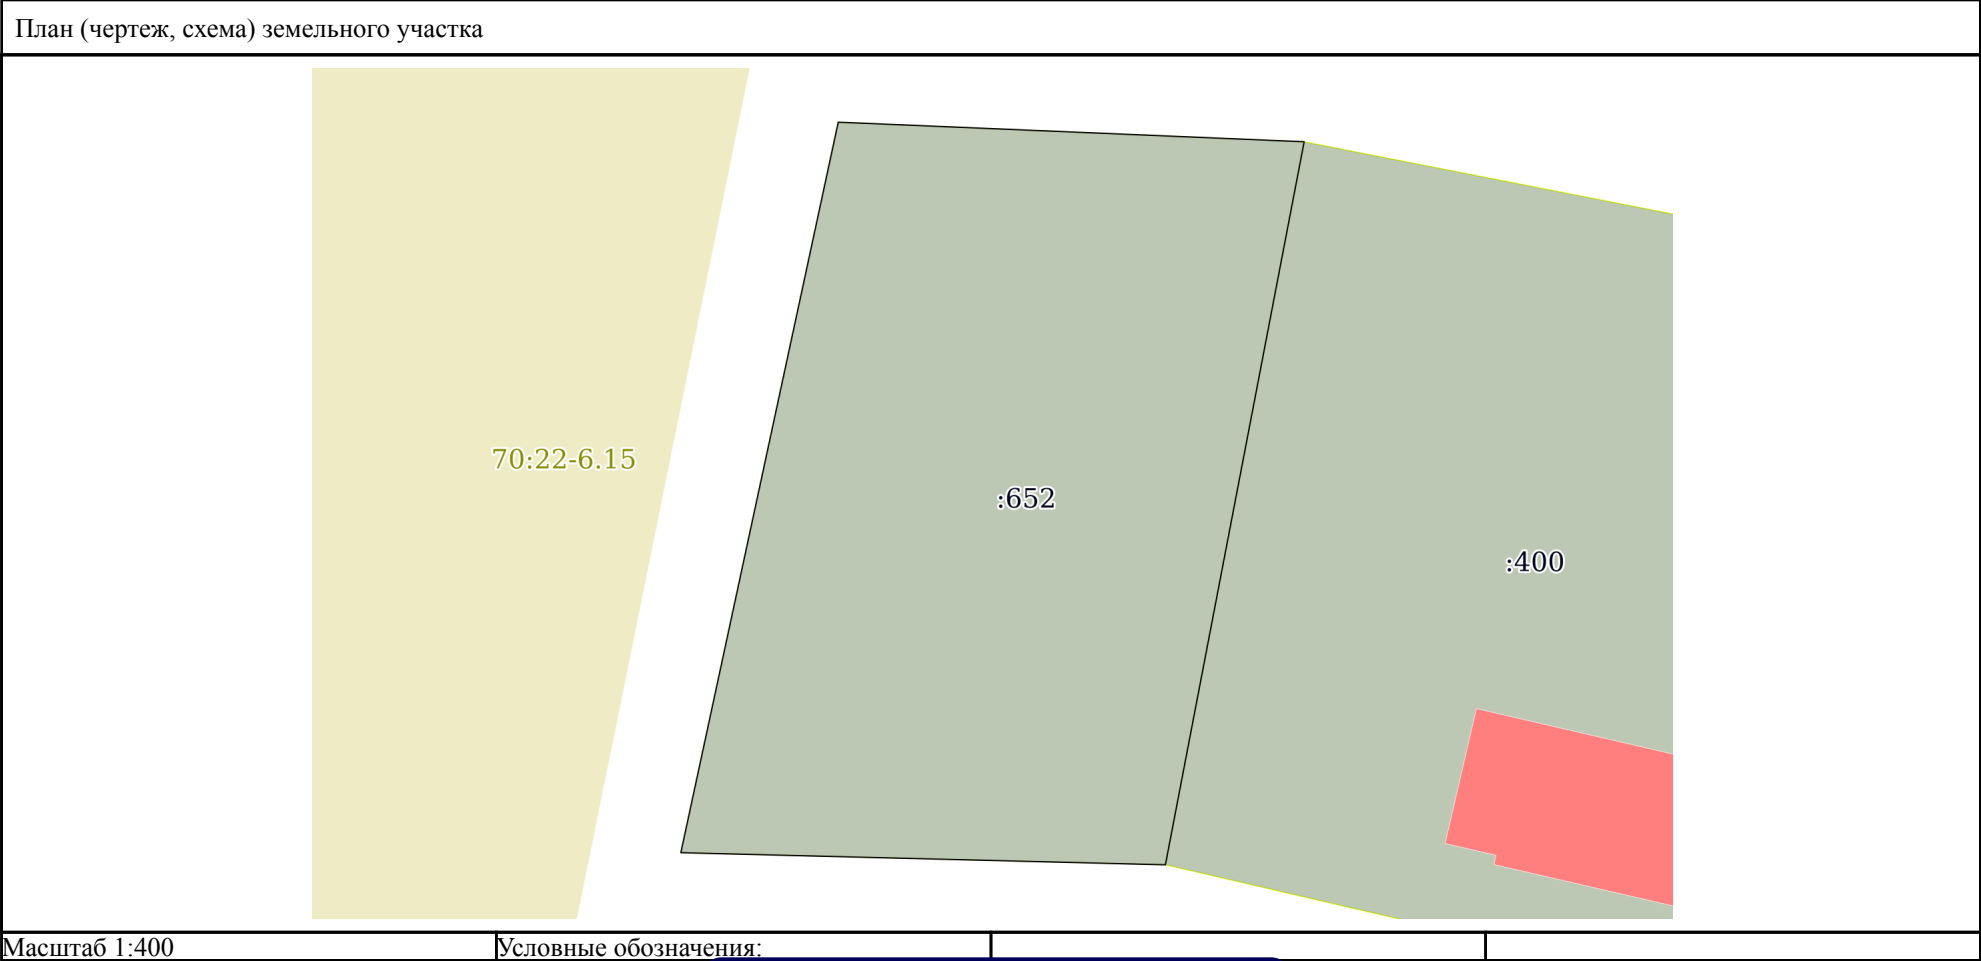 План (чертеж, схема) земельного участка
70:22-6.15
:652
:400
Масштаб 1:400
Условные обозначения: